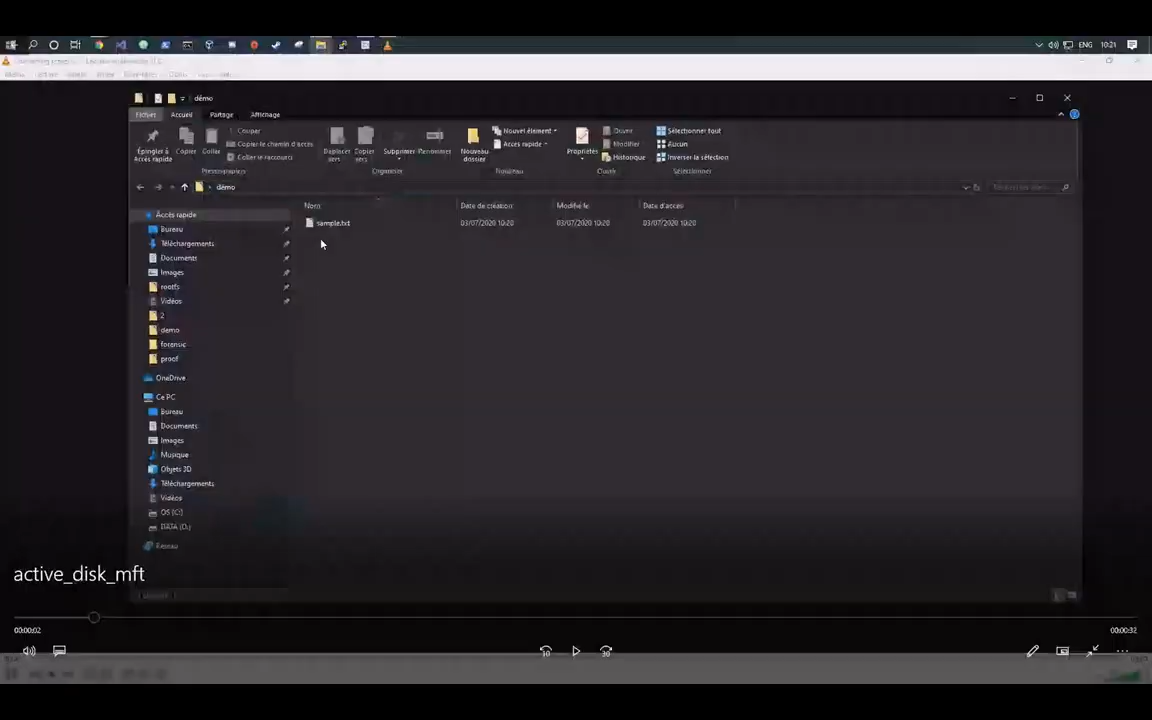 ENG 10:21
démo
Fichier Accueil Partage Affichage
Épingler à Accès rapide
Copier
Coller
Couper
Copier le chemin d'accès
Coller le raccourci
Déplacer vers
Copier vers
Supprimer
Renommer
Nouveau dossier
Nouvel élément
Accès rapide
Propriétés
Ouvrir
Modifier
Historique
Sélectionner tout
Aucun
Inverser la sélection
Presse-papiers Organiser Nouveau Ouvrir Sélectionner
démo
Nom Date de création Modifié le Date d'accès
sample.txt 03/07/2020 10:20 03/07/2020 10:20 03/07/2020 10:20
Accès rapide
Bureau
Téléchargements
Documents
Images
rootfs
Vidéos
2
demo
forensic
proof
OneDrive
Ce PC
Bureau
Documents
Images
Musique
Objets 3D
Téléchargements
Vidéos
OS (C:)
DATA (D:)
Réseau
active_disk_mft
00:00:02 00:00:32
10 30